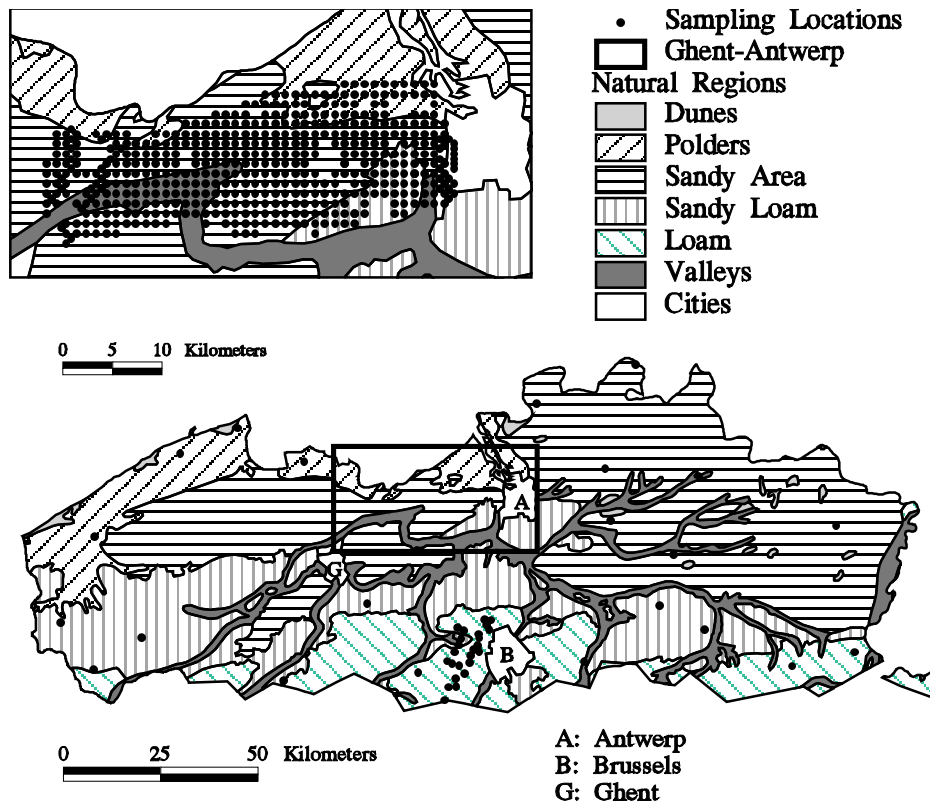 Sampling Locations
Ghent-Antwerp
Natural Regions
Dunes
Polders
Sandy Area
Sandy Loam
Loam
Valleys
Cities
0 5 10 Kilometers
A
G
B
0 25 50 Kilometers
A: Antwerp
B: Brussels
G: Ghent